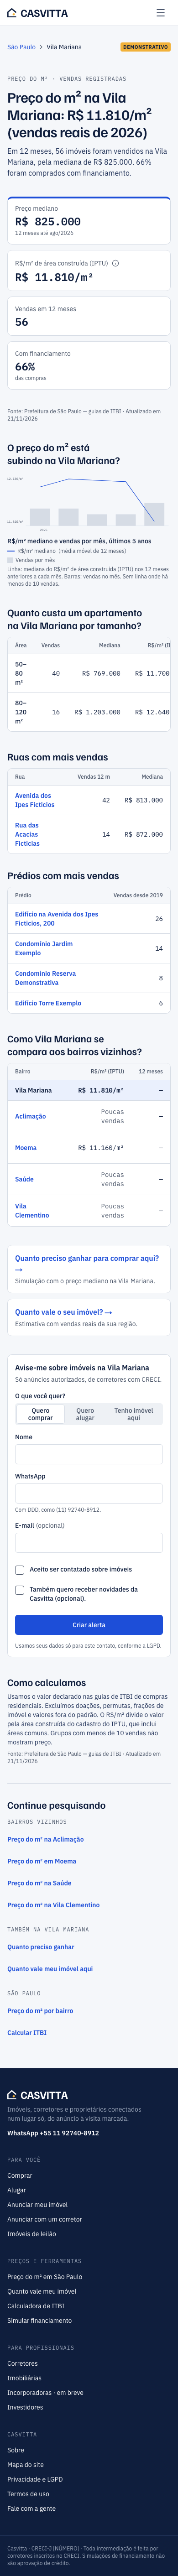 CASVITTA
São Paulo > Vila Mariana DEMONSTRATIVO
PREÇO DO M² · VENDAS REGISTRADAS
Preço do m² na Vila
Mariana: R$ 11.810/m²
(vendas reais de 2026)
Em 12 meses, 56 imóveis foram vendidos na Vila
Mariana, pela mediana de R$ 825.000. 66%
foram comprados com financiamento.
Preço mediano
R$ 825.000
12 meses até ago/2026
R$/m² de área construída (IPTU)
R$ 11.810/m²
Vendas em 12 meses
56
Com financiamento
66%
das compras
Fonte: Prefeitura de São Paulo — guias de ITBI · Atualizado em
21/11/2026
O preço do m² está
subindo na Vila Mariana?
R$/m² mediano e vendas por mês, últimos 5 anos
R$/m² mediano (média móvel de 12 meses)
Vendas por mês
Linha: mediana do R$/m² de área construída (IPTU) nos 12 meses
anteriores a cada mês. Barras: vendas no mês. Sem linha onde há
menos de 10 vendas.
Quanto custa um apartamento
na Vila Mariana por tamanho?
Área Vendas Mediana R$/m² (I
50–
80
m²
40 R$ 769.000 R$ 11.700
80–
120
m²
16 R$ 1.203.000 R$ 12.640
Ruas com mais vendas
Rua Vendas 12 m Mediana
Avenida dos
Ipes Ficticios
42 R$ 813.000
Rua das
Acacias
Ficticias
14 R$ 872.000
Prédios com mais vendas
Prédio Vendas desde 2019
Edifício na Avenida dos Ipes
Ficticios, 200
26
Condomínio Jardim
Exemplo
14
Condomínio Reserva
Demonstrativa
8
Edifício Torre Exemplo 6
Como Vila Mariana se
compara aos bairros vizinhos?
Bairro R$/m² (IPTU) 12 meses
Vila Mariana R$ 11.810/m² —
Aclimação Poucas
vendas —
Moema R$ 11.160/m² —
Saúde Poucas
vendas —
Vila
Clementino
Poucas
vendas —
Quanto preciso ganhar para comprar aqui?
→
Simulação com o preço mediano na Vila Mariana.
Quanto vale o seu imóvel? →
Estimativa com vendas reais da sua região.
Avise-me sobre imóveis na Vila Mariana
Só anúncios autorizados, de corretores com CRECI.
O que você quer?
Quero
comprar
Quero
alugar
Tenho imóvel
aqui
Nome
WhatsApp
Com DDD, como (11) 92740-8912.
E-mail (opcional)
Aceito ser contatado sobre imóveis
Também quero receber novidades da
Casvitta (opcional).
Criar alerta
Usamos seus dados só para este contato, conforme a LGPD.
Como calculamos
Usamos o valor declarado nas guias de ITBI de compras
residenciais. Excluímos doações, permutas, frações de
imóvel e valores fora do padrão. O R$/m² divide o valor
pela área construída do cadastro do IPTU, que inclui
áreas comuns. Grupos com menos de 10 vendas não
mostram preço.
Fonte: Prefeitura de São Paulo — guias de ITBI · Atualizado em
21/11/2026
Continue pesquisando
BAIRROS VIZINHOS
Preço do m² na Aclimação
Preço do m² em Moema
Preço do m² na Saúde
Preço do m² na Vila Clementino
TAMBÉM NA VILA MARIANA
Quanto preciso ganhar
Quanto vale meu imóvel aqui
SÃO PAULO
Preço do m² por bairro
Calcular ITBI
CASVITTA
Imóveis, corretores e proprietários conectados
num lugar só, do anúncio à visita marcada.
WhatsApp +55 11 92740-8912
PARA VOCÊ
Comprar
Alugar
Anunciar meu imóvel
Anunciar com um corretor
Imóveis de leilão
PREÇOS E FERRAMENTAS
Preço do m² em São Paulo
Quanto vale meu imóvel
Calculadora de ITBI
Simular financiamento
PARA PROFISSIONAIS
Corretores
Imobiliárias
Incorporadoras · em breve
Investidores
CASVITTA
Sobre
Mapa do site
Privacidade e LGPD
Termos de uso
Fale com a gente
Casvitta · CRECI-J [NÚMERO] · Toda intermediação é feita por
corretores inscritos no CRECI. Simulações de financiamento não
são aprovação de crédito.